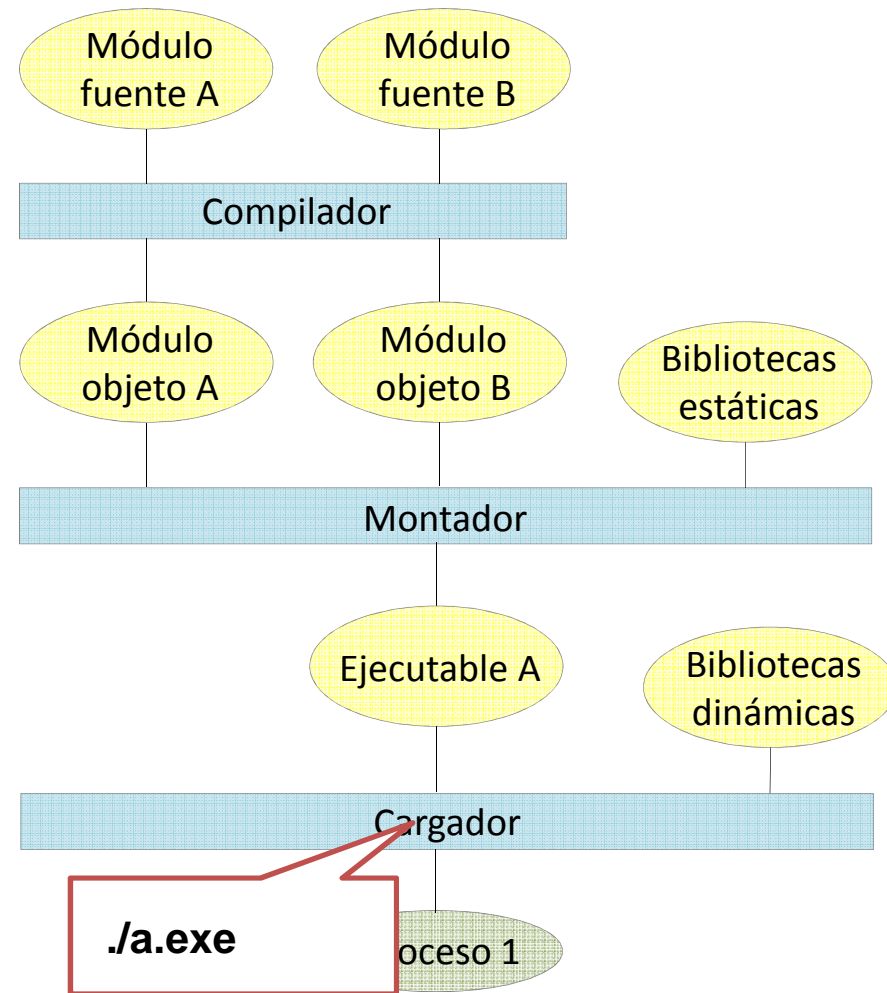 Módulo
fuente A
Módulo
fuente B
Compilador
Módulo
objeto A
Módulo
objeto B
Bibliotecas
estáticas
Montador
Ejecutable A
Bibliotecas
dinámicas
Cargador
./a.exe
oceso 1